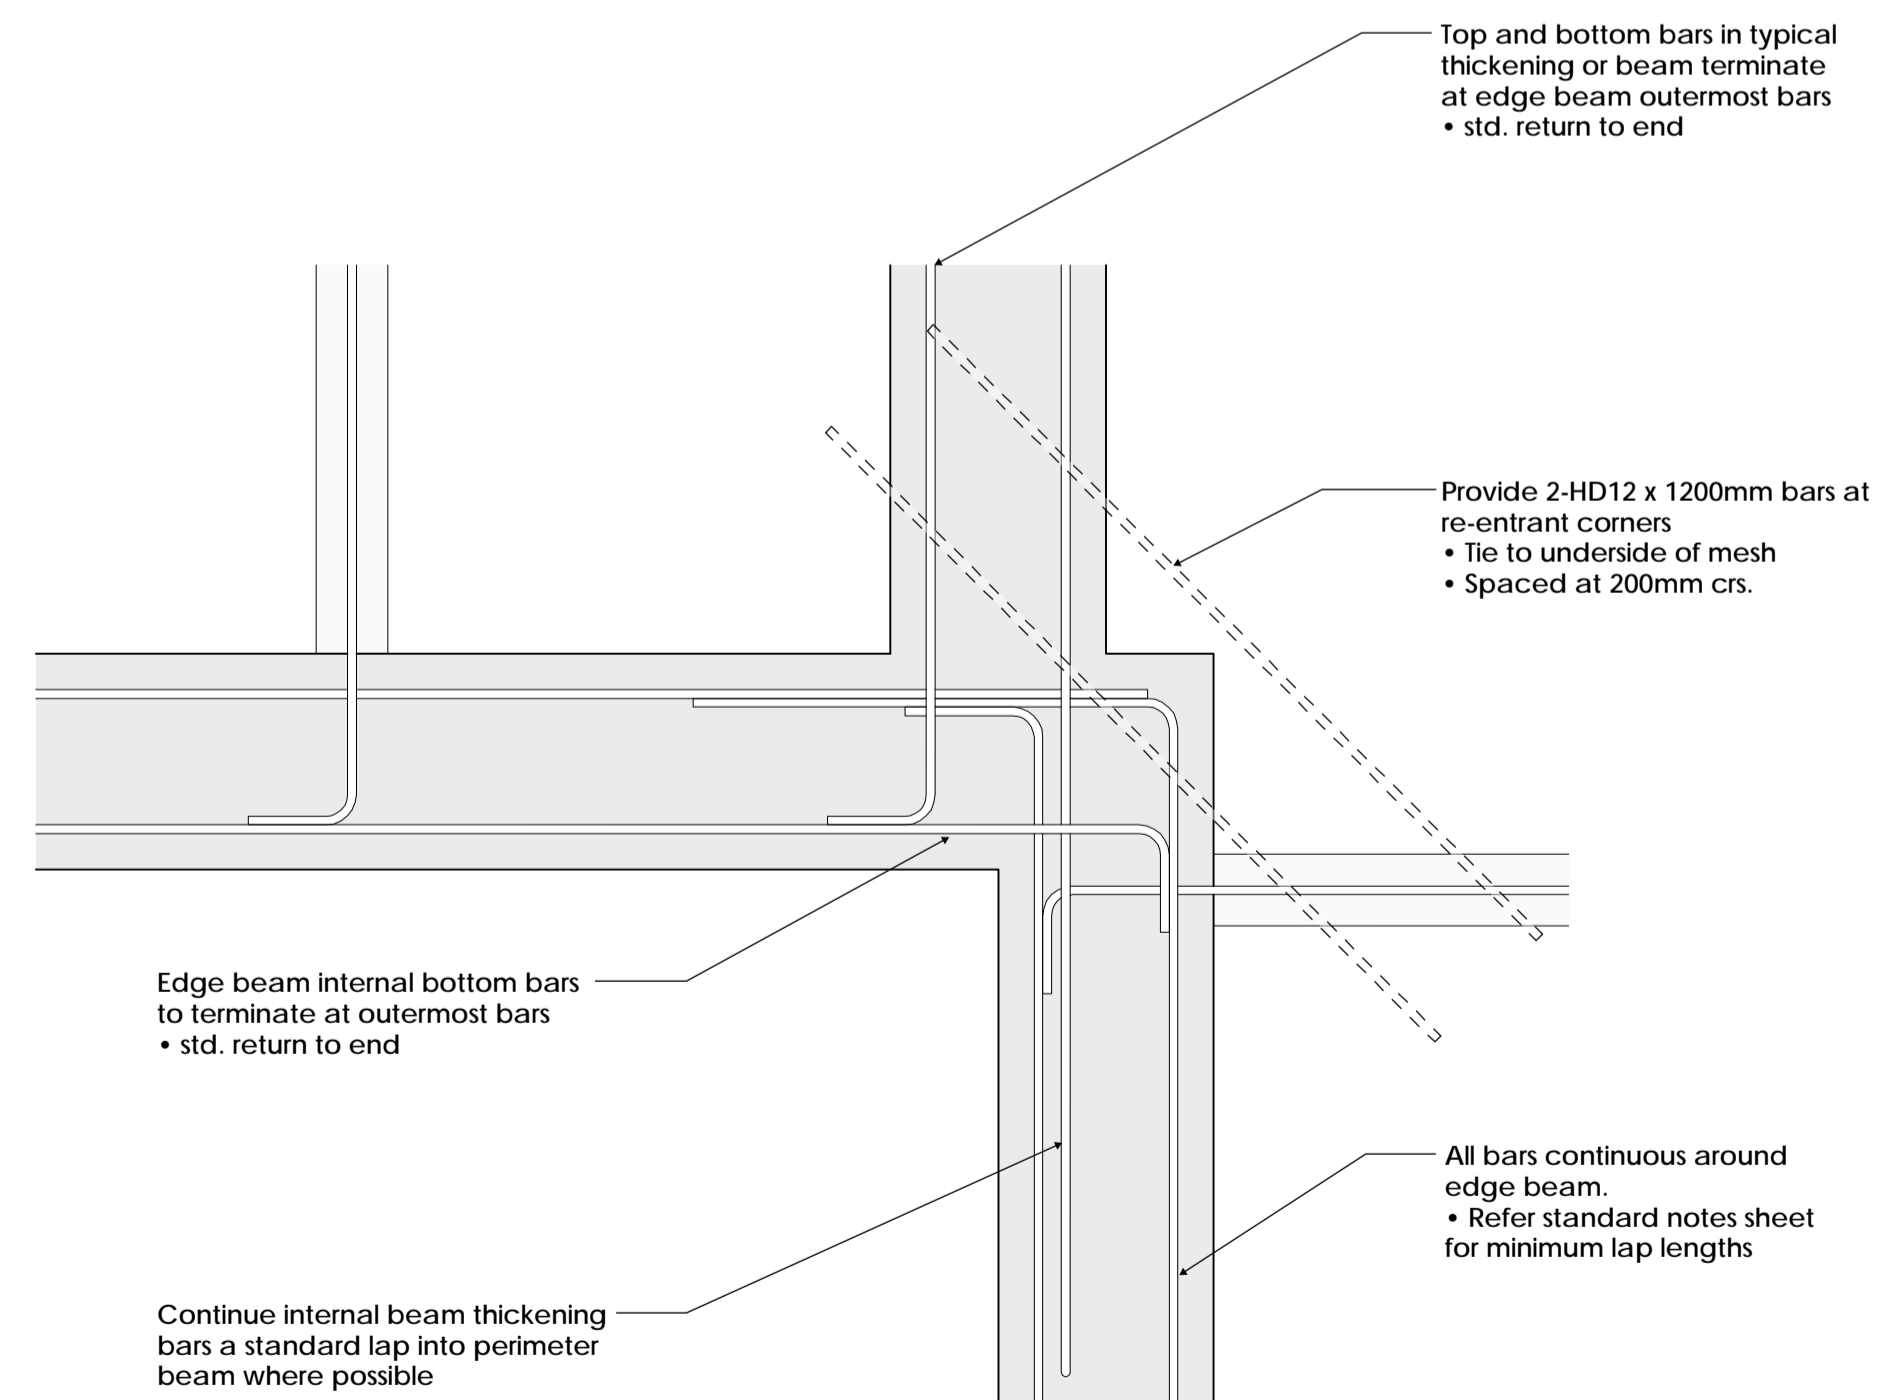 Top and bottom bars in typical
thickening or beam terminate
at edge beam outermost bars
• std. return to end
Provide 2-HD12 x 1200mm bars at
re-entrant corners
• Tie to underside of mesh
• Spaced at 200mm crs.
Edge beam internal bottom bars
to terminate at outermost bars
• std. return to end
All bars continuous around
edge beam.
• Refer standard notes sheet
for minimum lap lengths
Continue internal beam thickening
bars a standard lap into perimeter
beam where possible